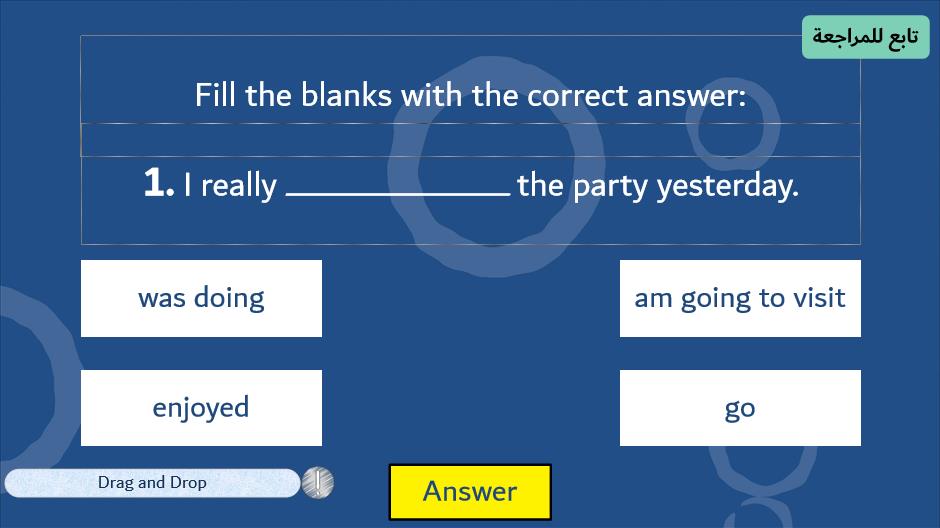 تابع للمراجعة
Fill the blanks with the correct answer:
1. I really ______________ the party yesterday.
was doing
am going to visit
enjoyed
go
Drag and Drop
!
Answer